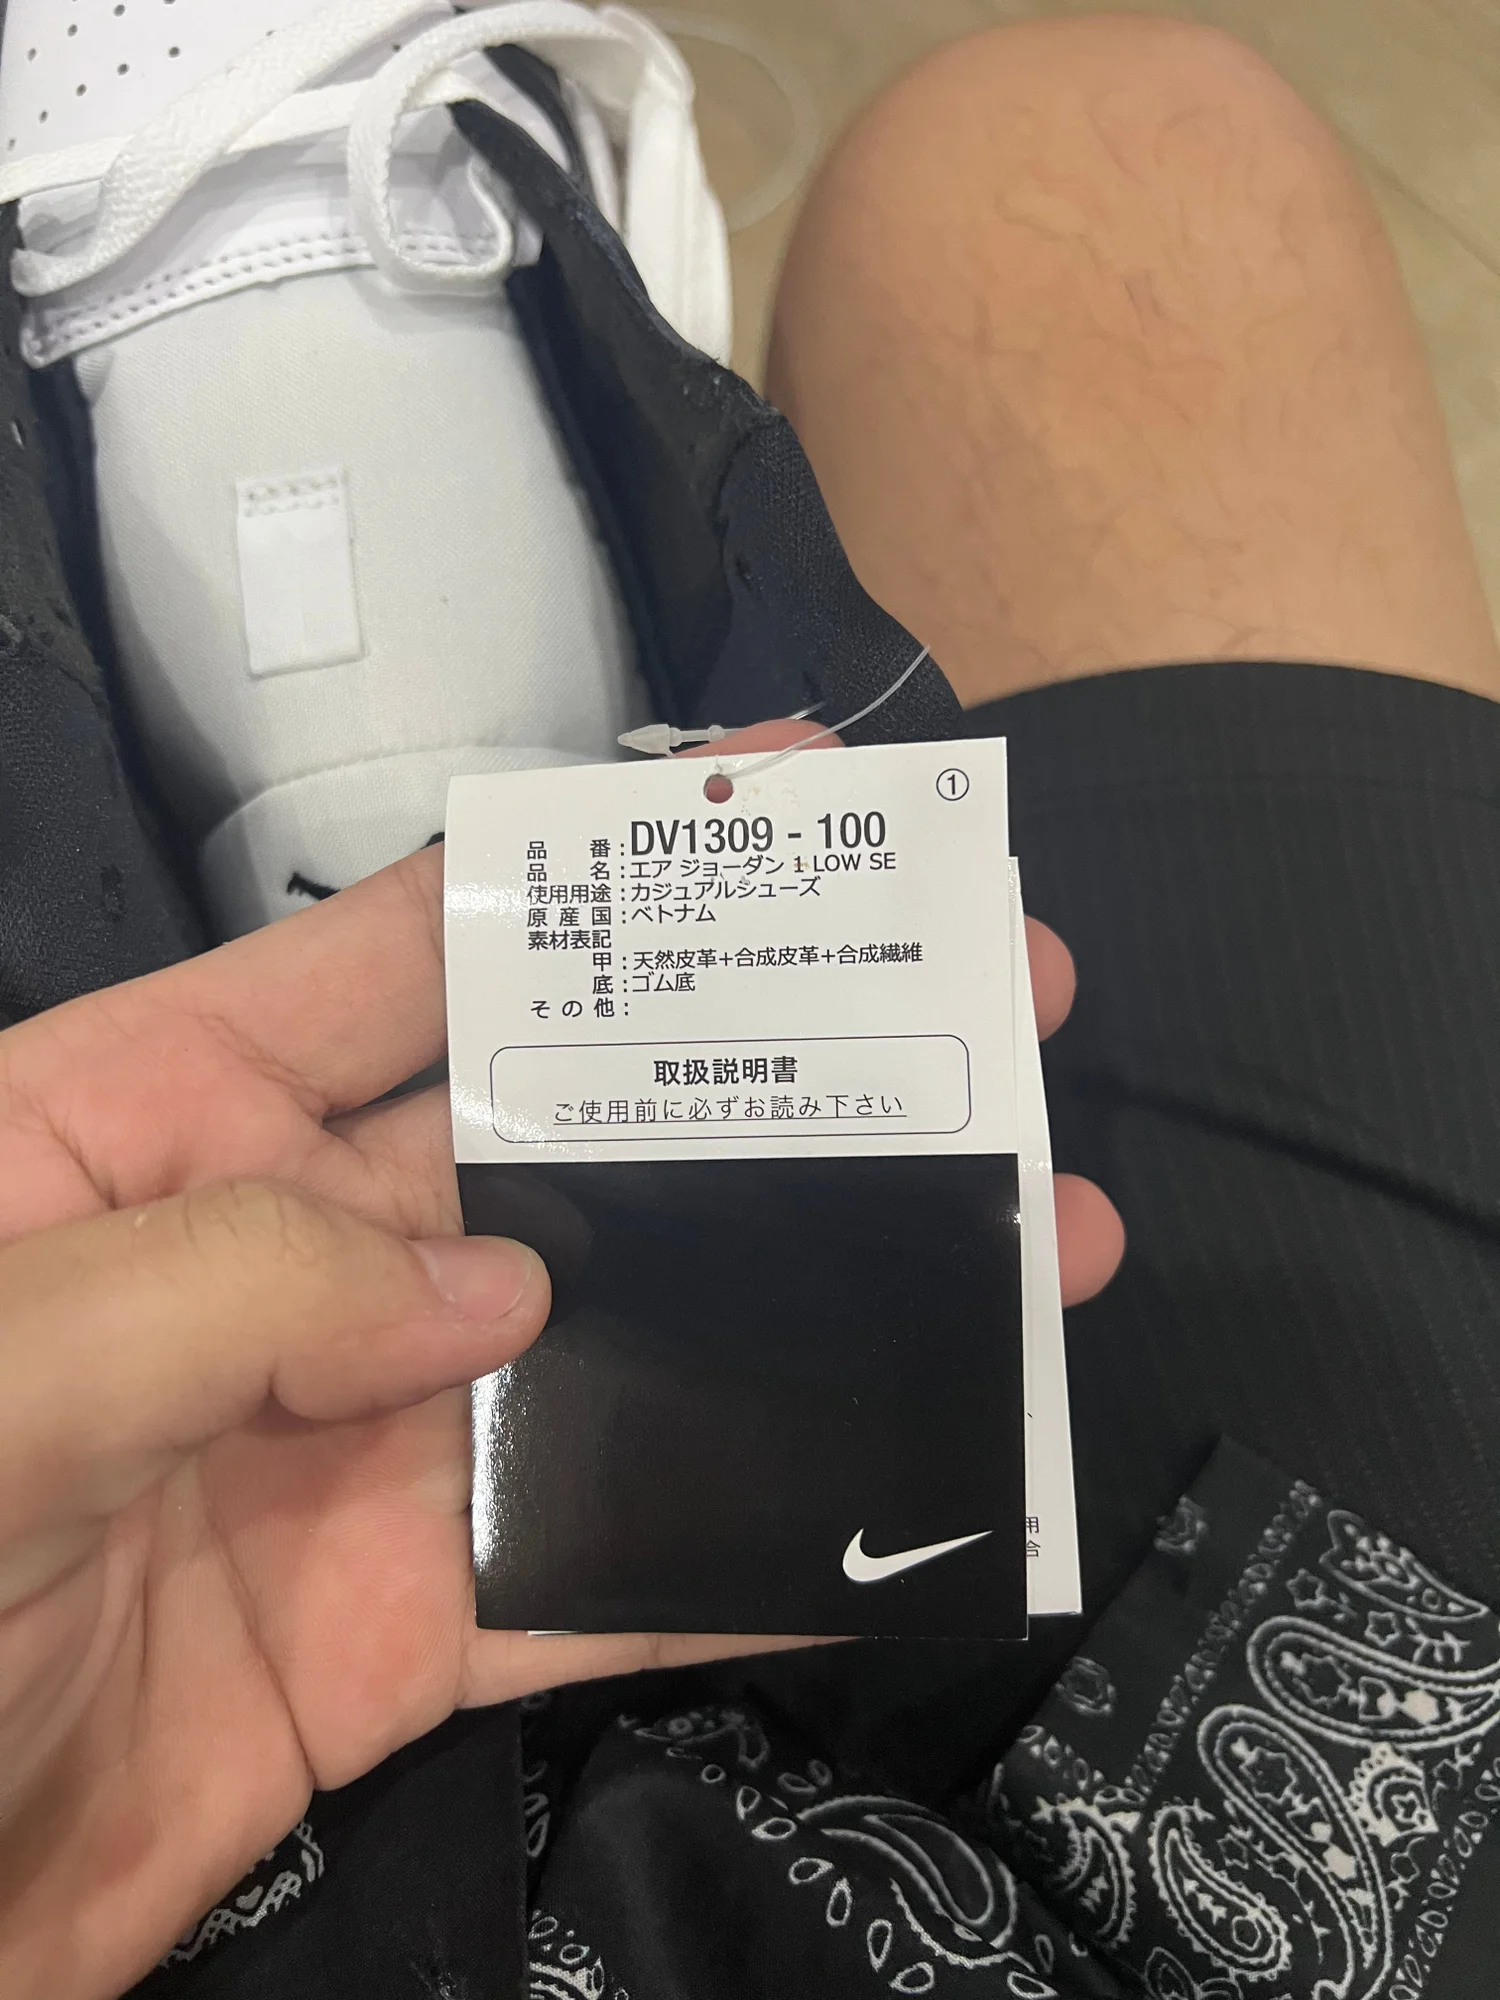 ①
品 番:DV1309 - 100
品 名:エア ジョーダン 1 LOW SE
使用用途:カジュアルシューズ
原 産 国:ベトナム
素材表記
甲:天然皮革+合成皮革+合成繊維
底:ゴム底
そ の 他:
取扱説明書
ご使用前に必ずお読み下さい
用
合